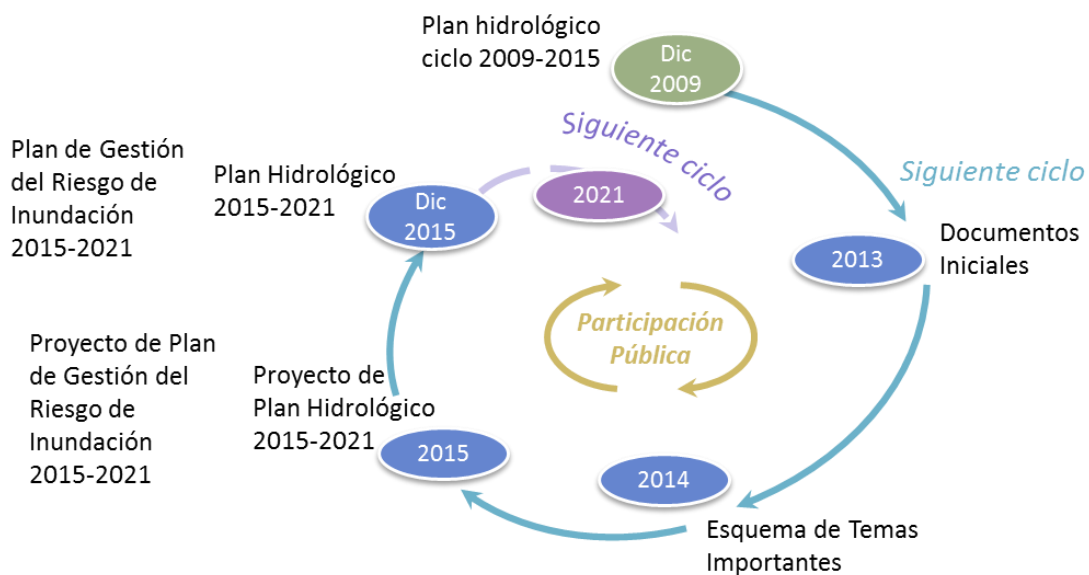 Plan hidrológico
ciclo 2009-2015
Dic
2009
Siguiente ciclo
2013
Documentos
Iniciales
2014
Esquema de Temas
Importantes
Proyecto de
Plan Hidrológico
2015-2021
2015
Proyecto de Plan
de Gestión del
Riesgo de
Inundación
2015-2021
Plan de Gestión
del Riesgo de
Inundación
2015-2021
Plan Hidrológico
2015-2021
Dic
2015
Siguiente ciclo
2021
Participación
Pública